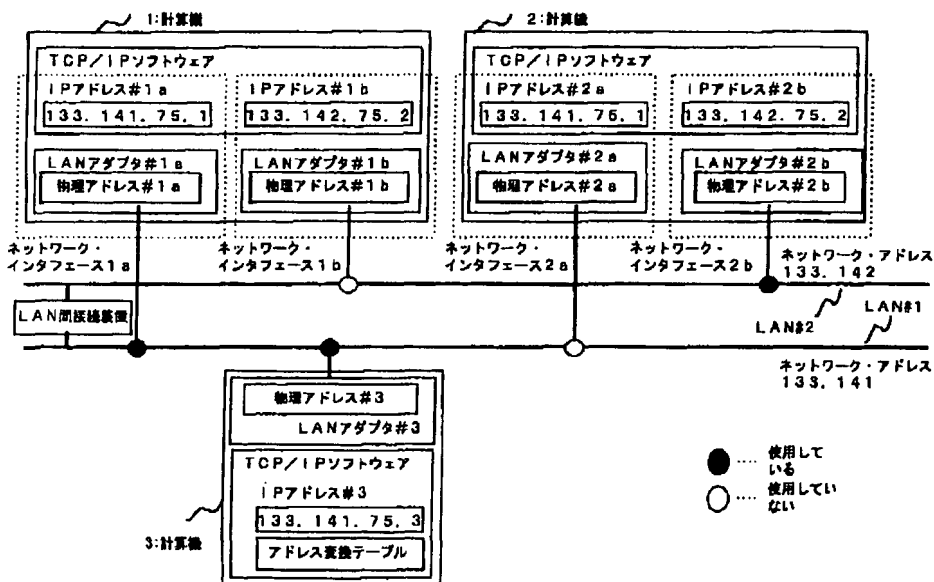 1:計算機
TCP/IPソフトウェア
IPアドレス#1a
133. 141. 75. 1
IPアドレス#1b
133. 142. 75. 2
LANアダプタ#1a
物理アドレス#1a
LANアダプタ#1b
物理アドレス#1b
ネットワーク・
インタフェース1a
ネットワーク・
インタフェース1b
2:計算機
TCP/IPソフトウェア
IPアドレス#2a
133. 141. 75. 1
IPアドレス#2b
133. 142. 75. 2
LANアダプタ#2a
物理アドレス#2a
LANアダプタ#2b
物理アドレス#2b
ネットワーク・
インタフェース2a
ネットワーク・
インタフェース2b
ネットワーク・アドレス
133. 142
LAN間接続装置
LAN#2
LAN#1
ネットワーク・アドレス
133. 141
物理アドレス#3
LANアダプタ#3
TCP/IPソフトウェア
IPアドレス#3
133. 141. 75. 3
アドレス変換テーブル
3:計算機
●‥‥ 使用して
いる
○‥‥ 使用してい
ない